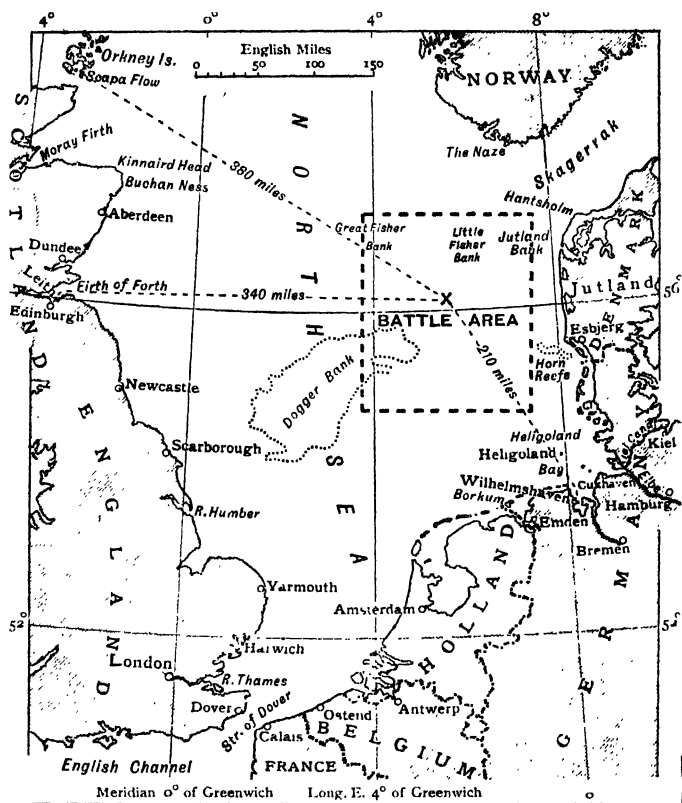 4° 0° 4° 8°
Orkney Is.
English Miles
Scapa Flow
0 50 100 150
NORWAY
SCOTLAND
NORTH SEA
Moray Firth
The Naze
Skagerrak
Kinnaird Head
Buchan Ness
380 miles
Hantsholm
Aberdeen
Great Fisher
Bank
Little
Fisher
Bank
Jutland
Bank
DENMARK
Dundee
Leith
Firth of Forth
340 miles
X
Jutland
56°
Edinburgh
BATTLE AREA
Esbjerg
210 miles
Horn
Reefs
Dogger Bank
Newcastle
ENGLAND
Heligoland
Scarborough
Heligoland
Bay
Kiel Canal
Kiel
Wilhelmshaven
Cuxhaven
Elbe
Borkum
Hamburg
R. Humber
Emden
Bremen
GERMANY
HOLLAND
Yarmouth
Amsterdam
52° 52°
Harwich
London
R. Thames
Dover
Str. of Dover
Ostend
Antwerp
Calais
BELGIUM
English Channel
FRANCE
Meridian 0° of Greenwich Long. E. 4° of Greenwich